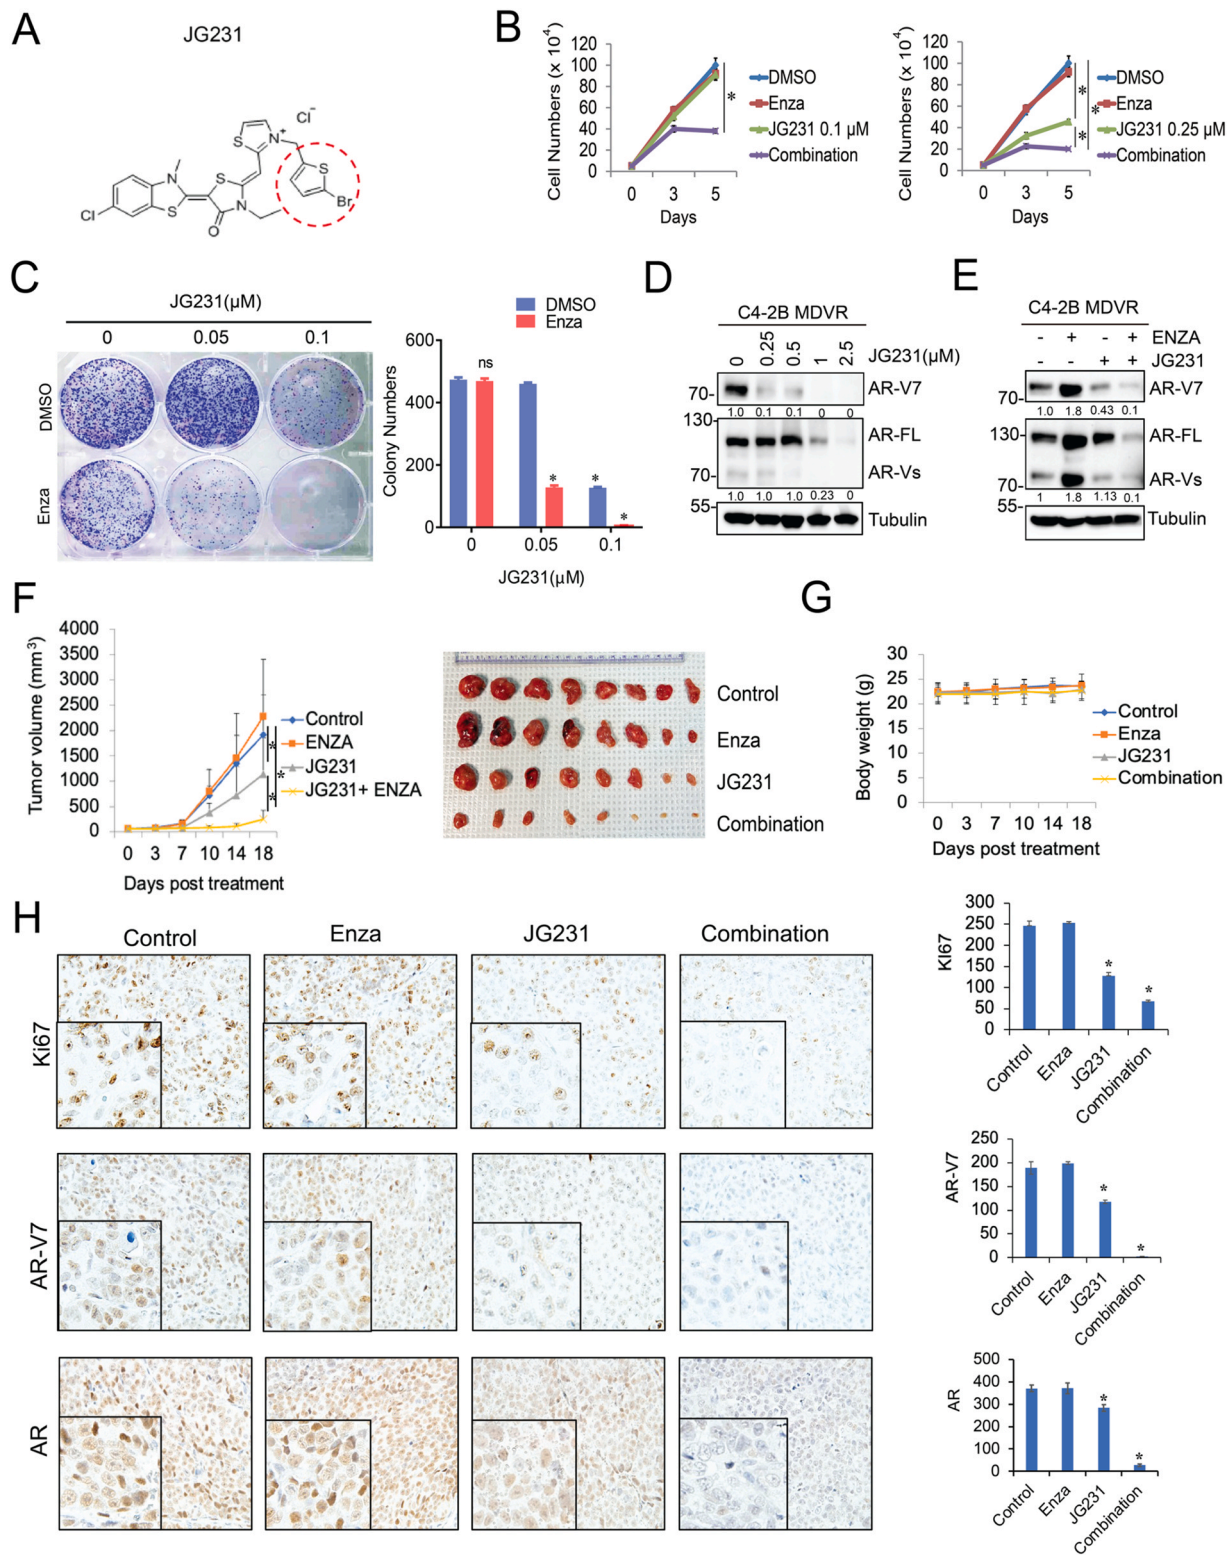 A
JG231
Cl⁻
S
N⁺
N
S
S
Br
Cl
S
N
O
B
Cell Numbers (x 10⁴)
120
100
80
60
40
20
0
0 3 5
Days
*
DMSO
Enza
JG231 0.1 µM
Combination
Cell Numbers (x 10⁴)
120
100
80
60
40
20
0
0 3 5
Days
* * *
DMSO
Enza
JG231 0.25 µM
Combination
C
JG231(µM)
0 0.05 0.1
DMSO
Enza
DMSO
Enza
Colony Numbers
600
400
200
0
ns
*
*
*
0 0.05 0.1
JG231(µM)
D
C4-2B MDVR
0 0.25 0.5 1 2.5 JG231(µM)
70- AR-V7
1.0 0.1 0.1 0 0
130- AR-FL
70- AR-Vs
1.0 1.0 1.0 0.23 0
55- Tubulin
E
C4-2B MDVR
- + - + ENZA
- - + + JG231
70- AR-V7
1.0 1.8 0.43 0.1
130- AR-FL
70- AR-Vs
1 1.8 1.13 0.1
55- Tubulin
F
Tumor volume (mm³)
4000
3500
3000
2500
2000
1500
1000
500
0
0 3 7 10 14 18
Days post treatment
* * *
Control
ENZA
JG231
JG231+ ENZA
Control
Enza
JG231
Combination
G
Body weight (g)
30
25
20
15
10
5
0
0 3 7 10 14 18
Days post treatment
Control
Enza
JG231
Combination
H
Control Enza JG231 Combination
Ki67
AR-V7
AR
KI67
300
250
200
150
100
50
0
*
*
Control Enza JG231 Combination
AR-V7
250
200
150
100
50
0
*
*
Control Enza JG231 Combination
AR
500
400
300
200
100
0
*
*
Control Enza JG231 Combination